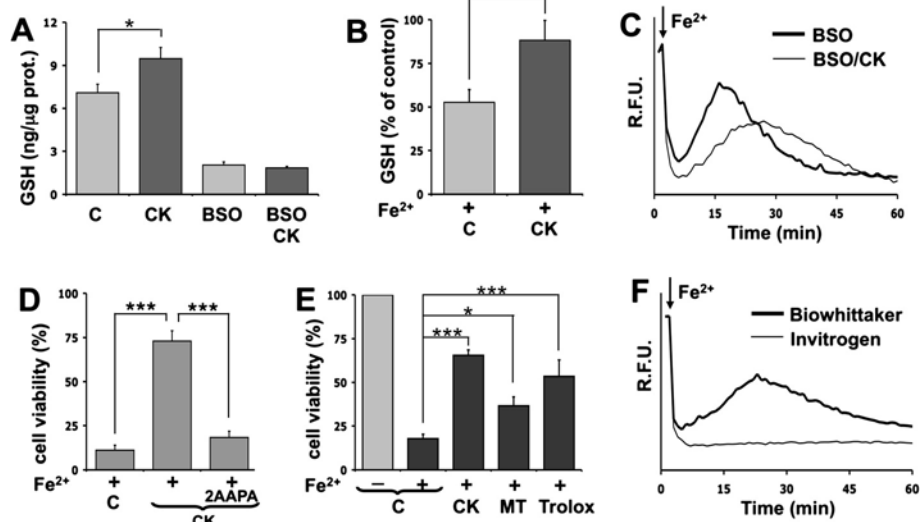 A
GSH (ng/µg prot.)
12
9
6
3
0
*
C CK BSO BSO
CK
B
GSH (% of control)
100
75
50
25
0
Fe²⁺ + +
C CK
C
Fe²⁺
BSO
BSO/CK
R.F.U.
0 15 30 45 60
Time (min)
D
cell viability (%)
100
75
50
25
0
*** ***
Fe²⁺ + + +
C 2AAPA
CK
E
cell viability (%)
100
75
50
25
0
***
*
***
Fe²⁺ − + + + +
C CK MT Trolox
F
Fe²⁺
Biowhittaker
Invitrogen
R.F.U.
0 15 30 45 60
Time (min)